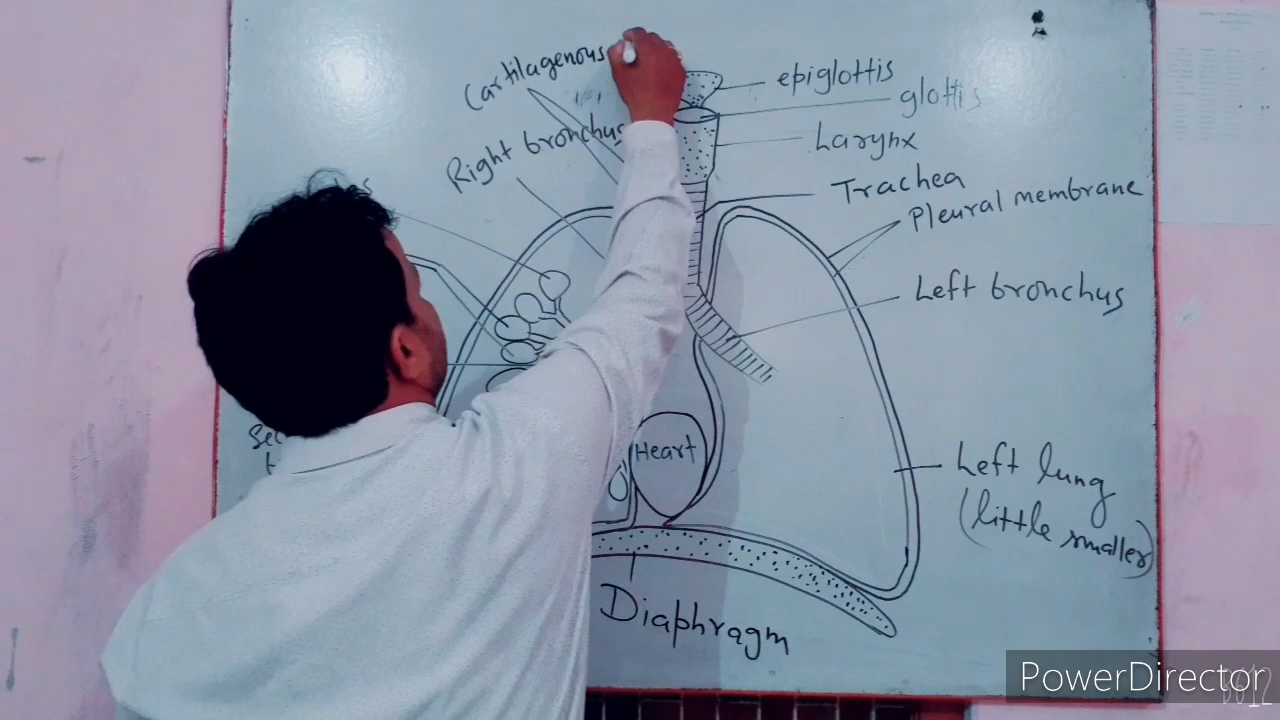 Cartilagenous
epiglottis
glottis
Right bronchus
Larynx
Trachea
Pleural membrane
Left bronchus
Heart
Left lung
(little smaller)
Diaphragm
PowerDirector